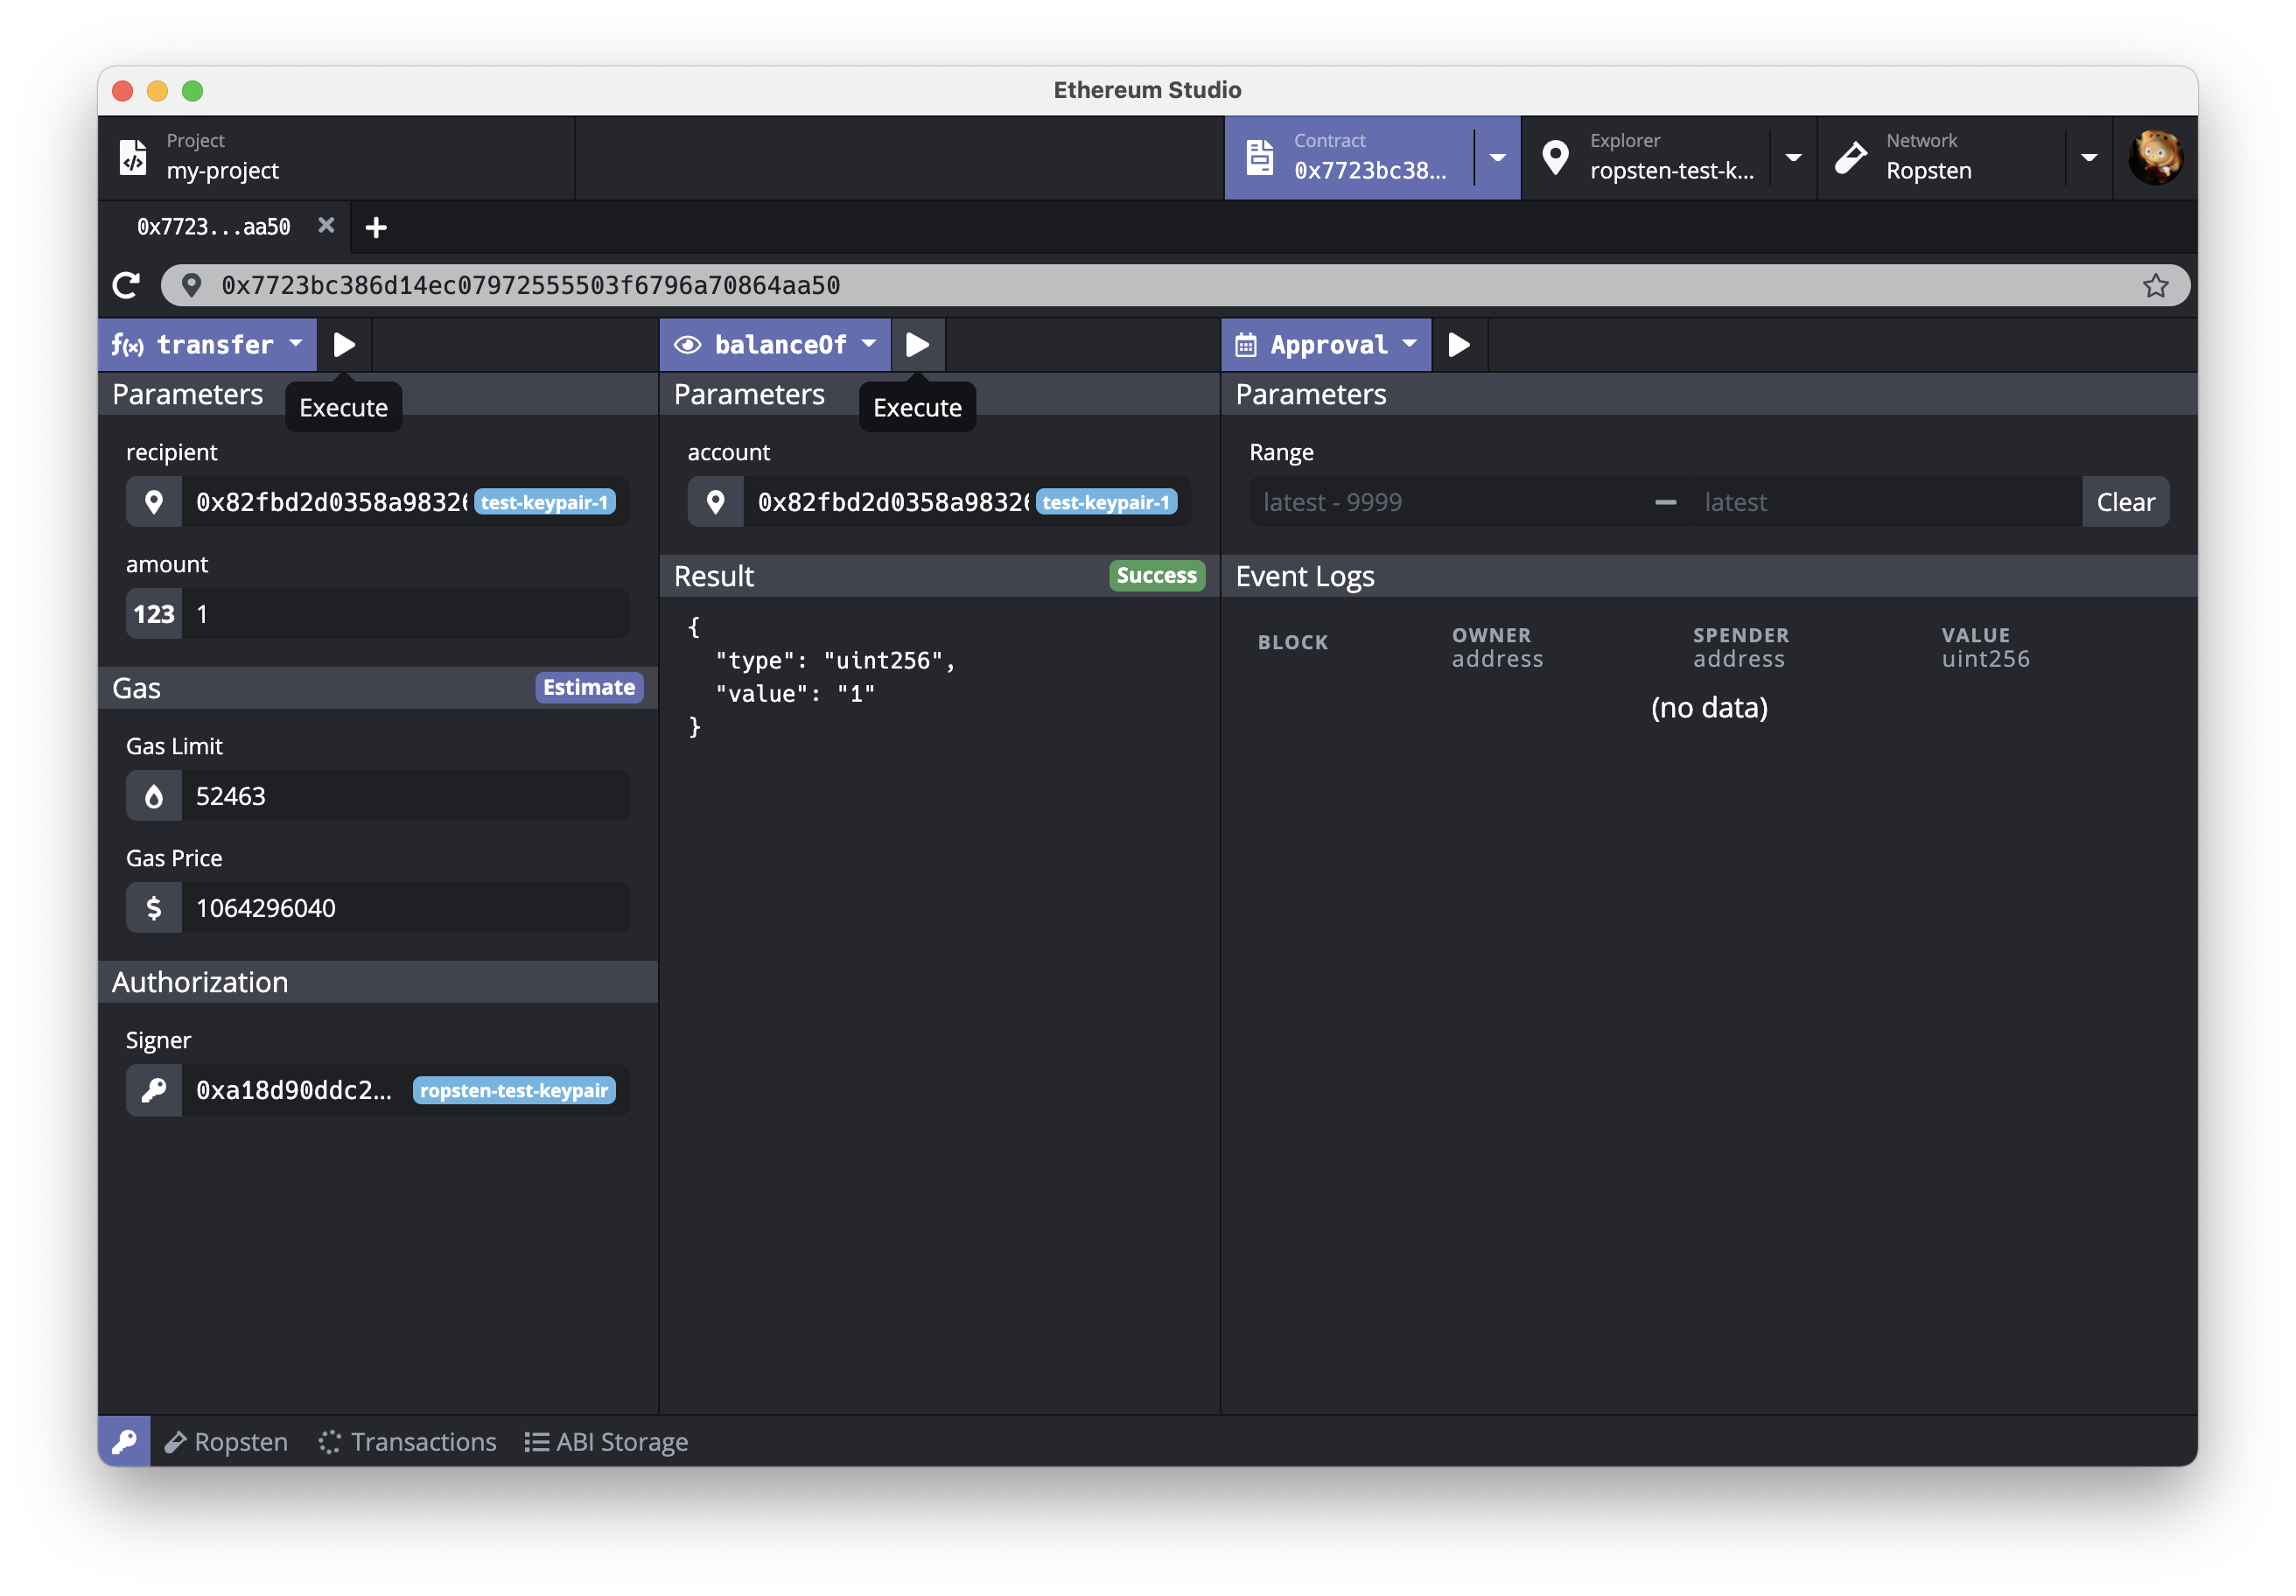 Ethereum Studio
Project
my-project
Contract
0x7723bc38...
Explorer
ropsten-test-k...
Network
Ropsten
0x7723...aa50
0x7723bc386d14ec07972555503f6796a70864aa50
f(x) transfer
balanceOf
Approval
Parameters
Execute
recipient
0x82fbd2d0358a98326 test-keypair-1
amount
123 1
Gas Estimate
Gas Limit
52463
Gas Price
$ 1064296040
Authorization
Signer
0xa18d90ddc2... ropsten-test-keypair
Parameters
Execute
account
0x82fbd2d0358a98326 test-keypair-1
Result Success
{
"type": "uint256",
"value": "1"
}
Parameters
Range
latest - 9999 — latest Clear
Event Logs
BLOCK OWNER SPENDER VALUE
address address uint256
(no data)
Ropsten Transactions ABI Storage